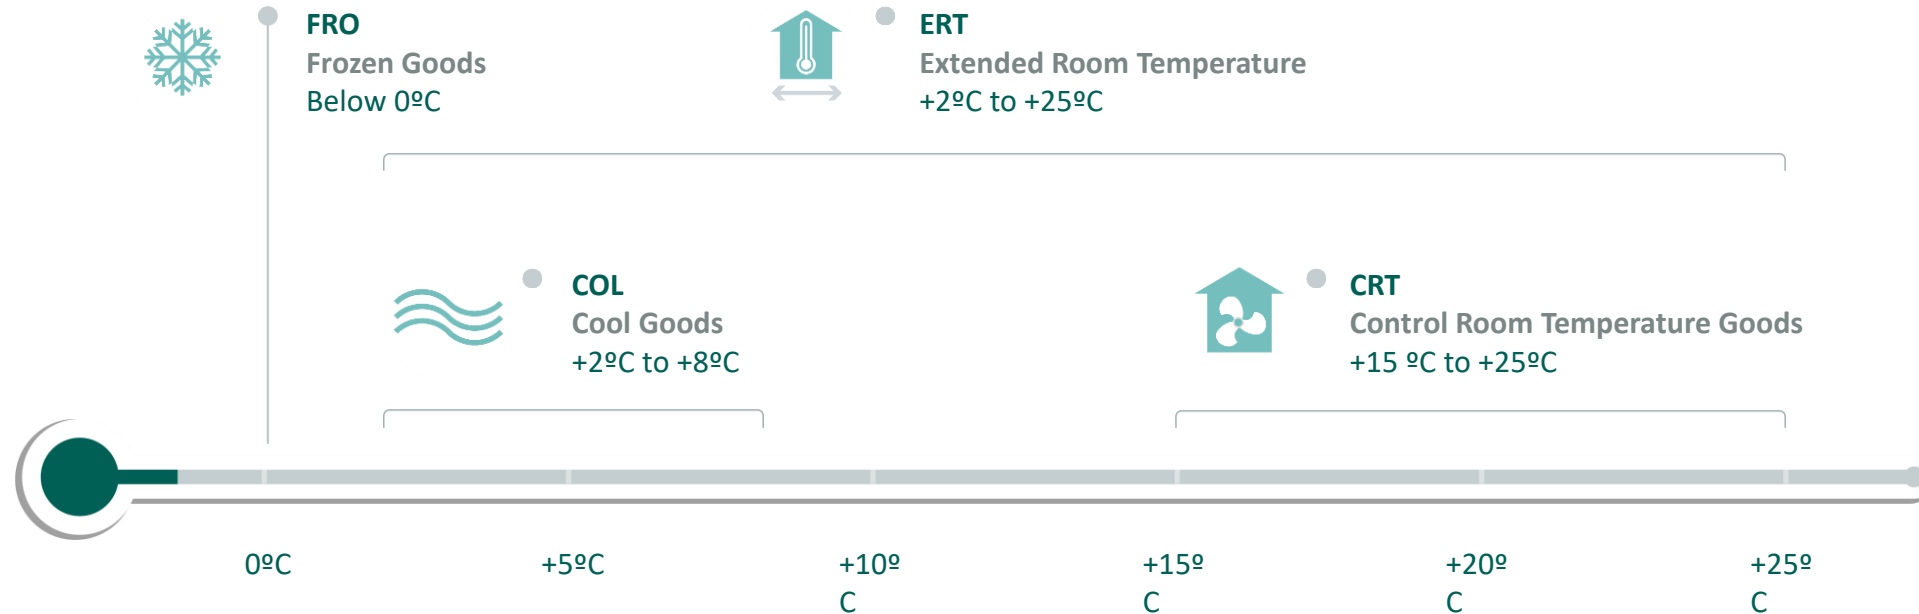 FRO
Frozen Goods
Below 0ºC
ERT
Extended Room Temperature
+2ºC to +25ºC
COL
Cool Goods
+2ºC to +8ºC
CRT
Control Room Temperature Goods
+15 ºC to +25ºC
0ºC
+5ºC
+10º
C
+15º
C
+20º
C
+25º
C